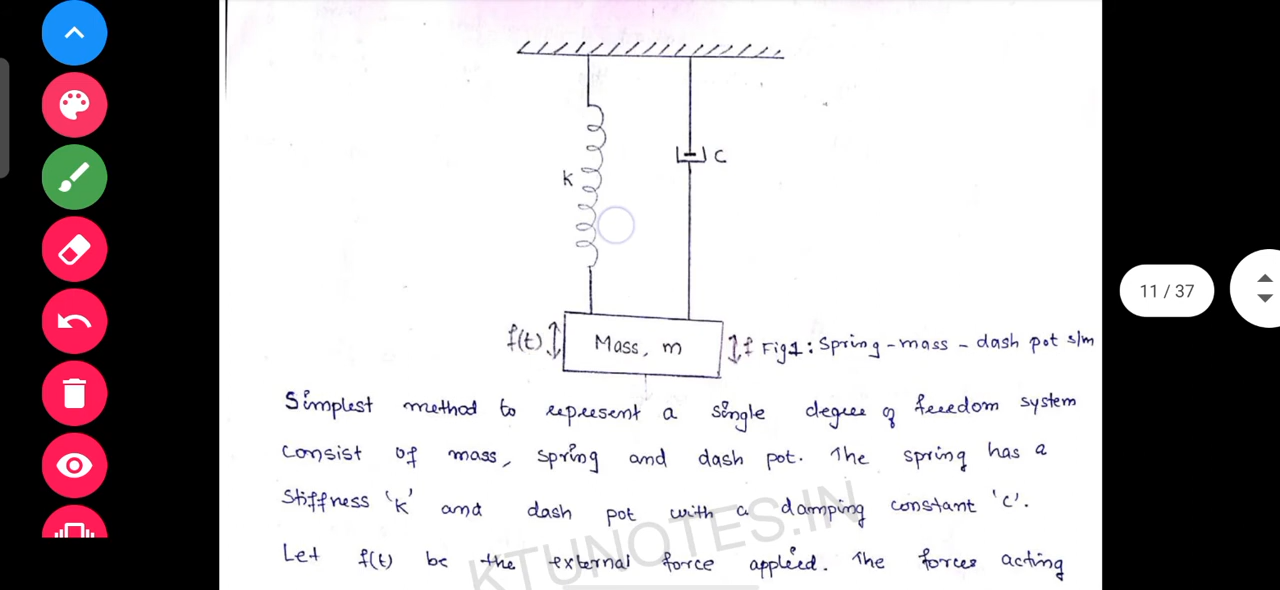 K
C
11 / 37
f(t)
Mass, m
f
Fig1: Spring - mass - dash pot s/m
Simplest method to represent a single degree of freedom system
consist of mass, spring and dash pot. The spring has a
stiffness 'k' and dash pot with a damping constant 'c'.
Let f(t) be the external force applied. The forces acting
KTUNOTES.IN